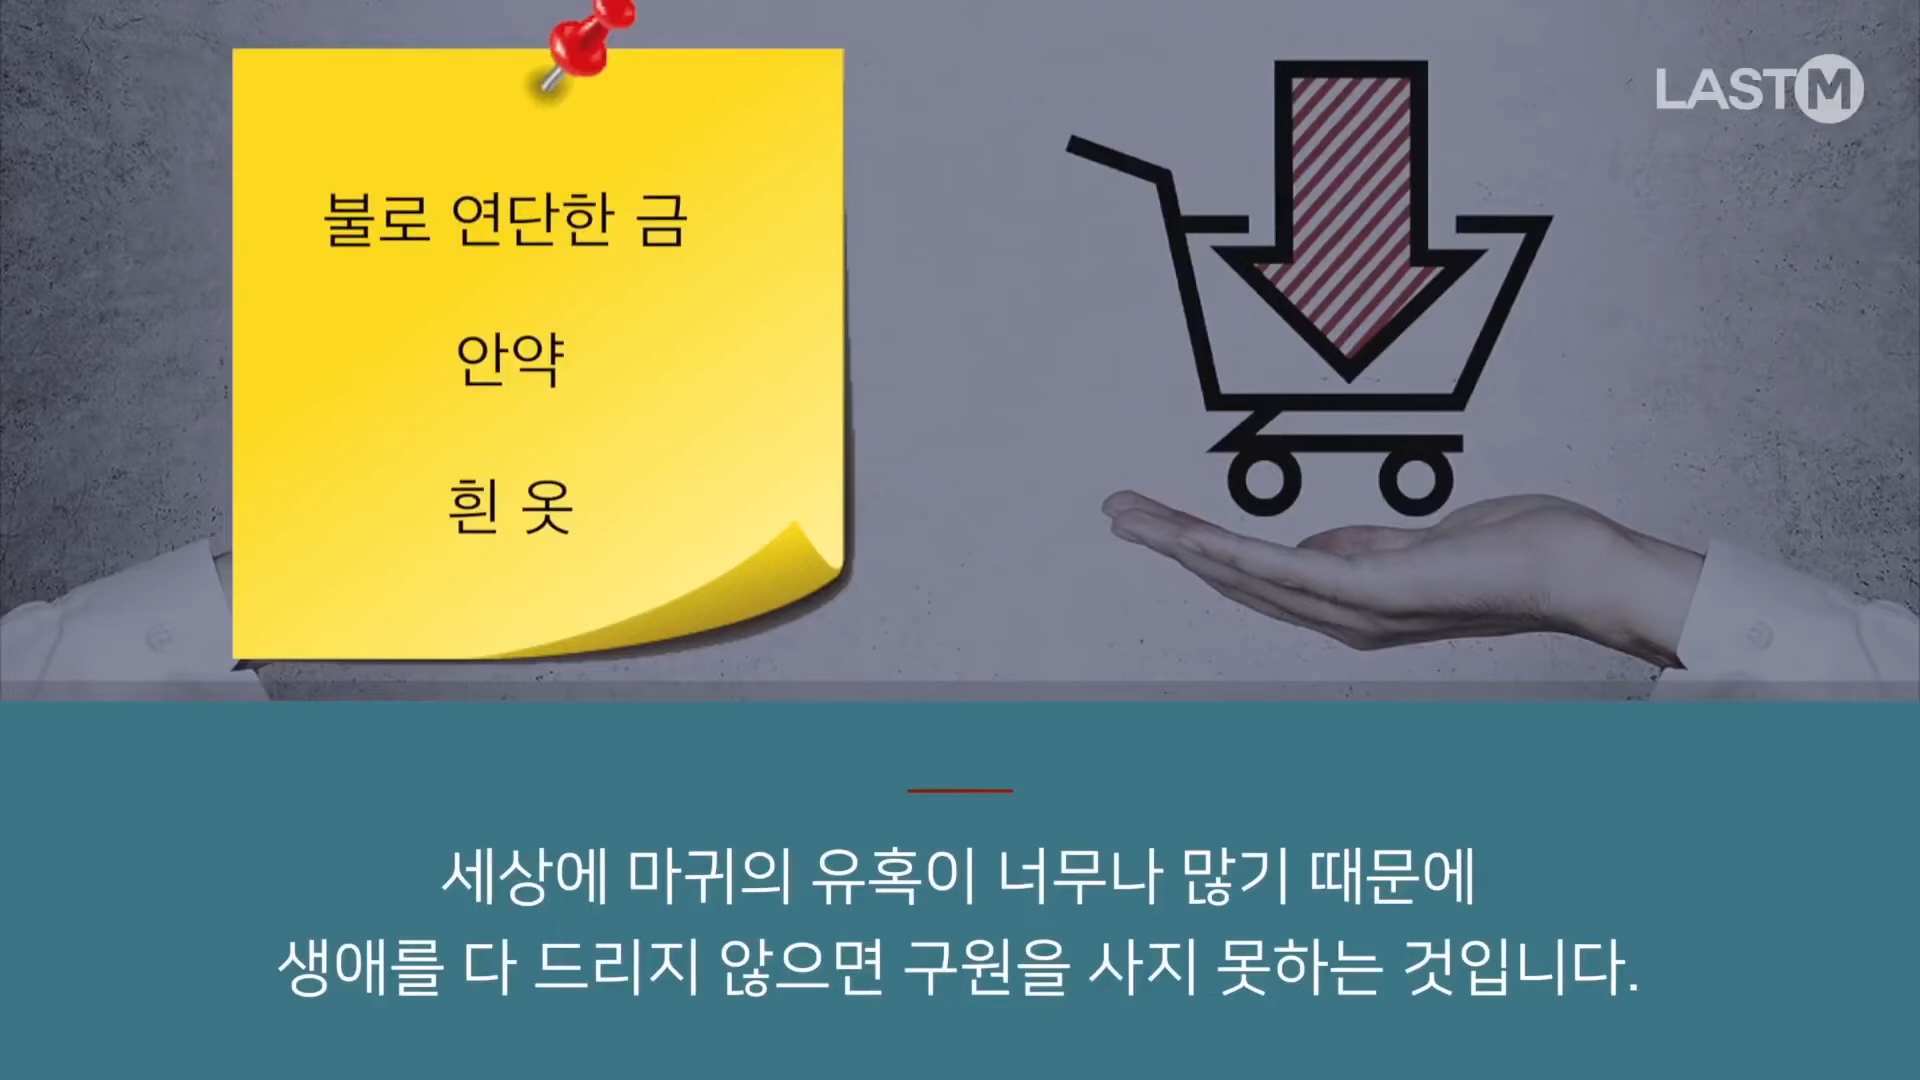 불로 연단한 금
안약
흰 옷
LAST M
세상에 마귀의 유혹이 너무나 많기 때문에
생애를 다 드리지 않으면 구원을 사지 못하는 것입니다.